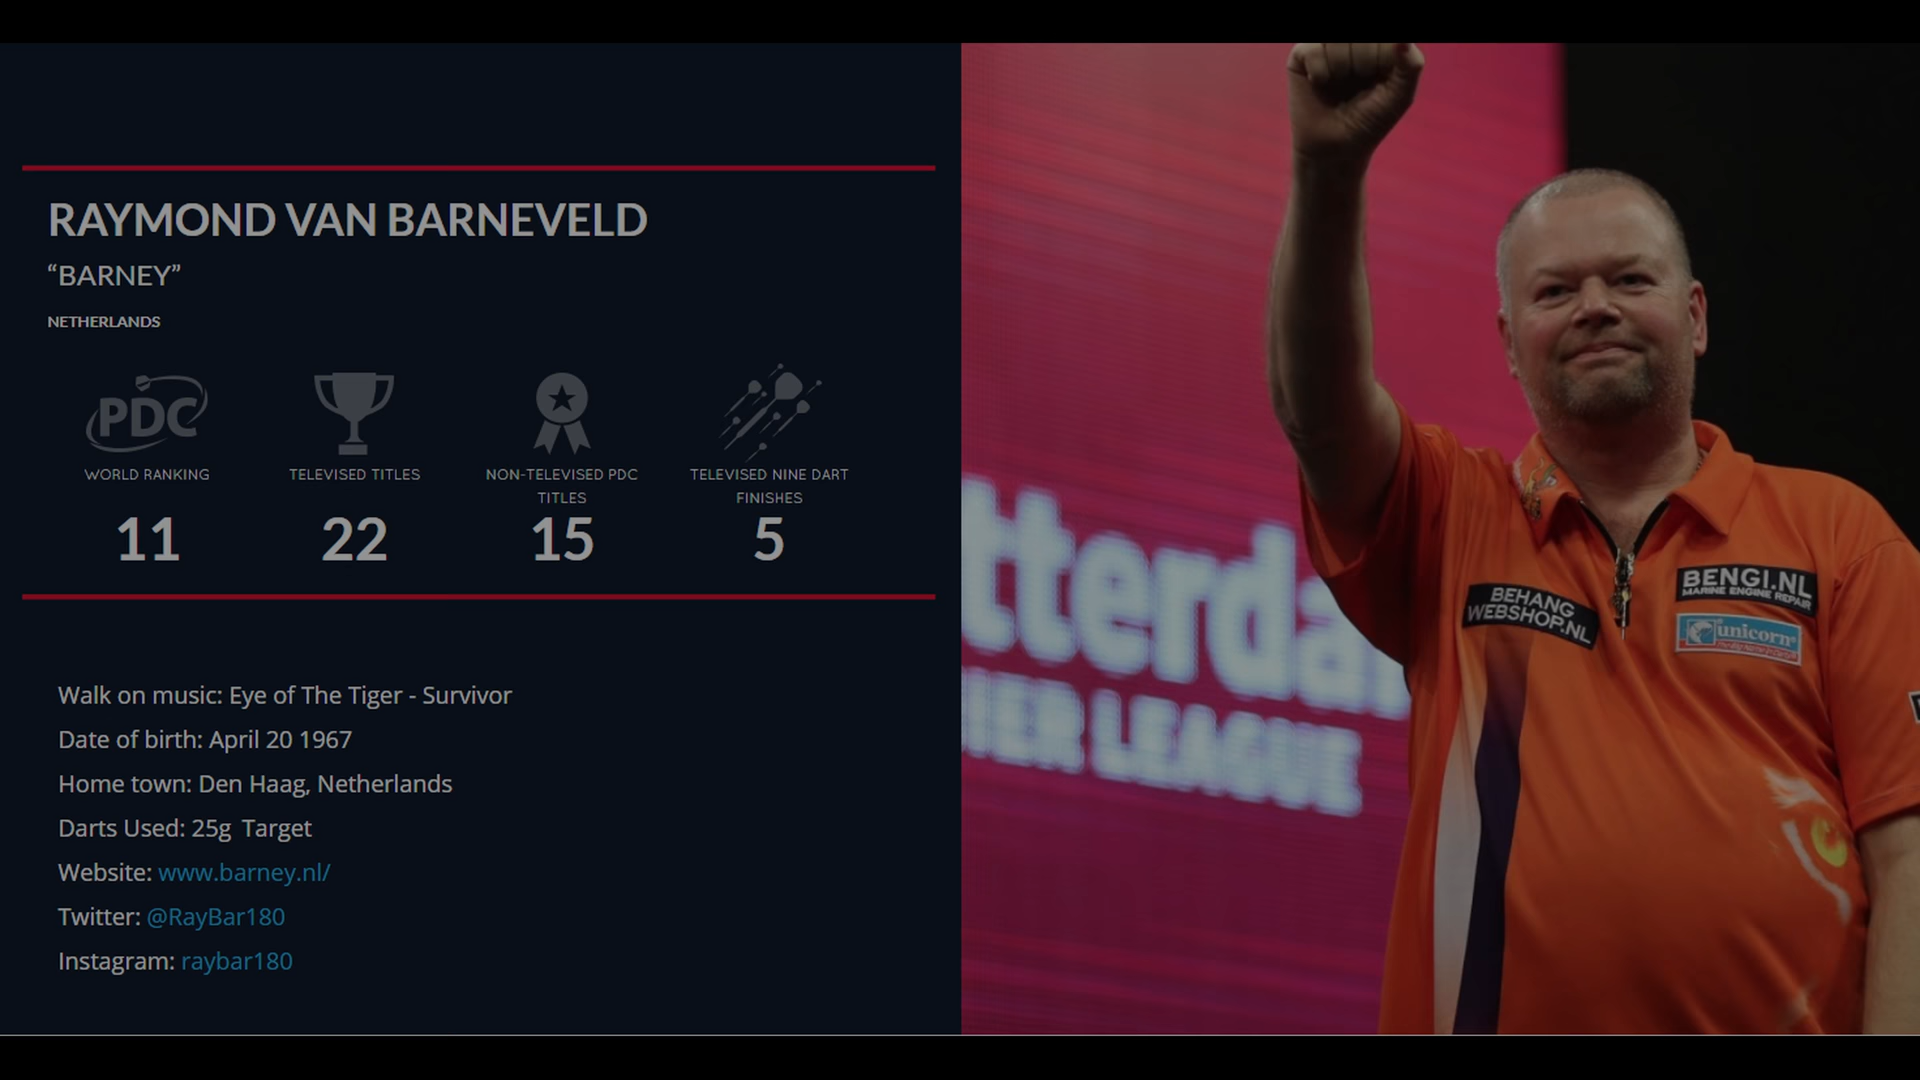 RAYMOND VAN BARNEVELD
“BARNEY”
NETHERLANDS
PDC
WORLD RANKING
11
TELEVISED TITLES
22
NON-TELEVISED PDC
TITLES
15
TELEVISED NINE DART
FINISHES
5
Walk on music: Eye of The Tiger - Survivor
Date of birth: April 20 1967
Home town: Den Haag, Netherlands
Darts Used: 25g Target
Website: www.barney.nl/
Twitter: @RayBar180
Instagram: raybar180
tterda
IER LEAGUE
BEHANG
WEBSHOP.NL
BENGI.NL
MARINE ENGINE REPAIR
unicorn